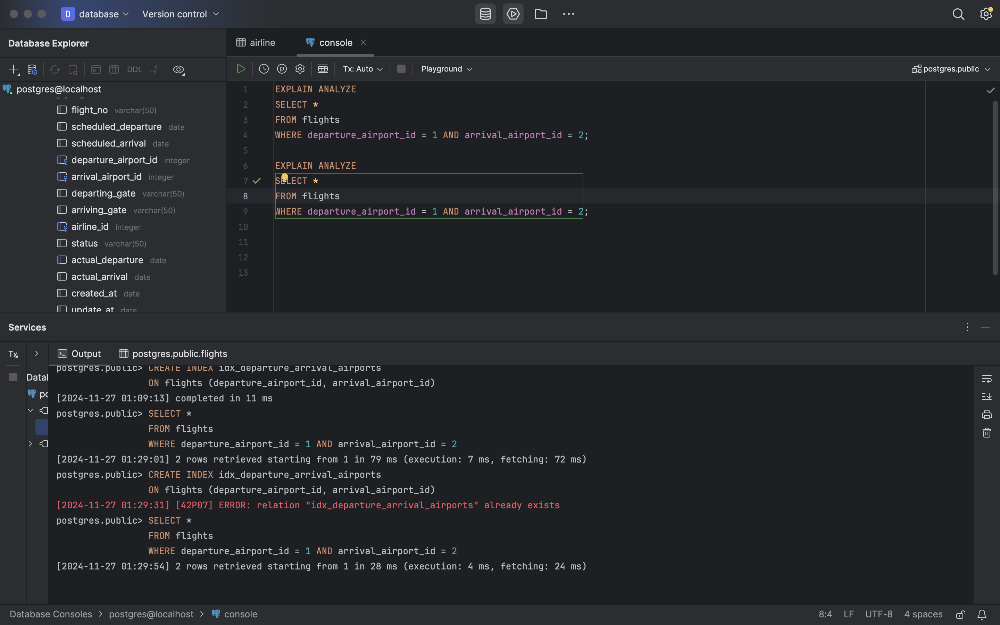 D database Version control
Database Explorer
DDL
postgres@localhost
flight_no varchar(50)
scheduled_departure date
scheduled_arrival date
departure_airport_id integer
arrival_airport_id integer
departing_gate varchar(50)
arriving_gate varchar(50)
airline_id integer
status varchar(50)
actual_departure date
actual_arrival date
created_at date
update_at date
airline console
Tx: Auto Playground postgres.public
1 EXPLAIN ANALYZE
2 SELECT *
3 FROM flights
4 WHERE departure_airport_id = 1 AND arrival_airport_id = 2;
5
6 EXPLAIN ANALYZE
7 SELECT *
8 FROM flights
9 WHERE departure_airport_id = 1 AND arrival_airport_id = 2;
10
11
12
13
Services
Tx
Datal
po
Output postgres.public.flights
postgres.public> CREATE INDEX idx_departure_arrival_airports
ON flights (departure_airport_id, arrival_airport_id)
[2024-11-27 01:09:13] completed in 11 ms
postgres.public> SELECT *
FROM flights
WHERE departure_airport_id = 1 AND arrival_airport_id = 2
[2024-11-27 01:29:01] 2 rows retrieved starting from 1 in 79 ms (execution: 7 ms, fetching: 72 ms)
postgres.public> CREATE INDEX idx_departure_arrival_airports
ON flights (departure_airport_id, arrival_airport_id)
[2024-11-27 01:29:31] [42P07] ERROR: relation "idx_departure_arrival_airports" already exists
postgres.public> SELECT *
FROM flights
WHERE departure_airport_id = 1 AND arrival_airport_id = 2
[2024-11-27 01:29:54] 2 rows retrieved starting from 1 in 28 ms (execution: 4 ms, fetching: 24 ms)
Database Consoles > postgres@localhost > console
8:4 LF UTF-8 4 spaces